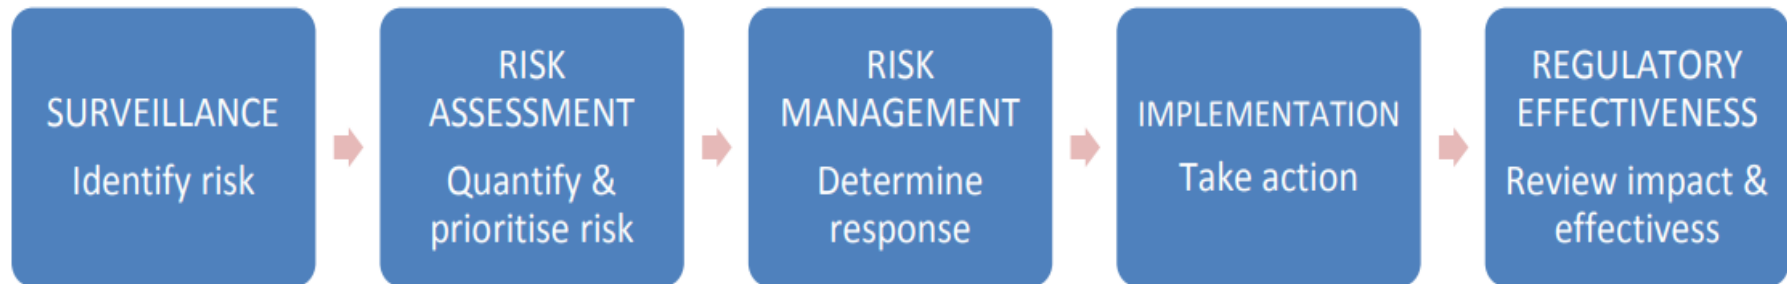 SURVEILLANCE
Identify risk
RISK
ASSESSMENT
Quantify &
prioritise risk
RISK
MANAGEMENT
Determine
response
IMPLEMENTATION
Take action
REGULATORY
EFFECTIVENESS
Review impact &
effectivess